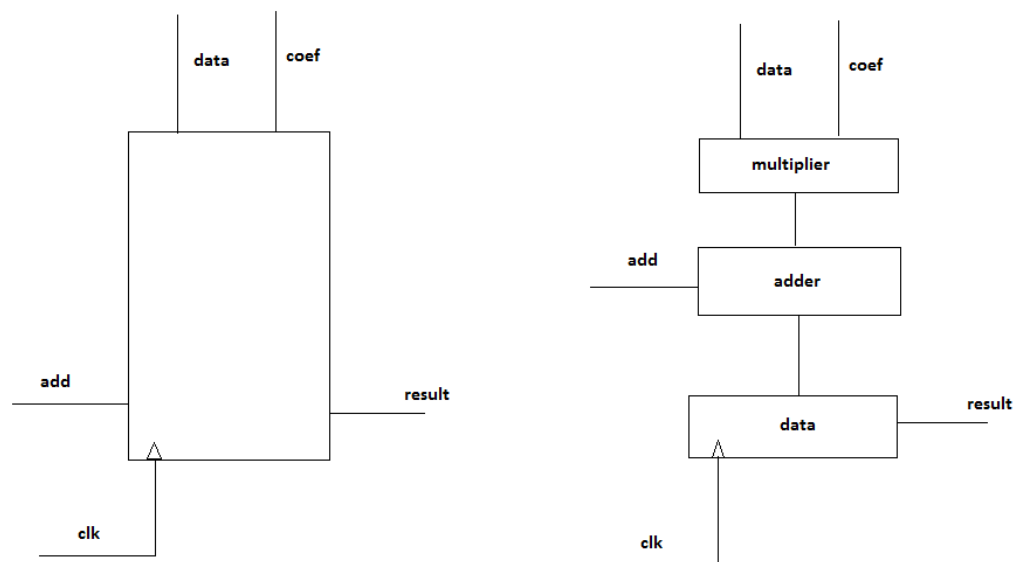 data
coef
add
result
clk
data
coef
multiplier
add
adder
data
result
clk